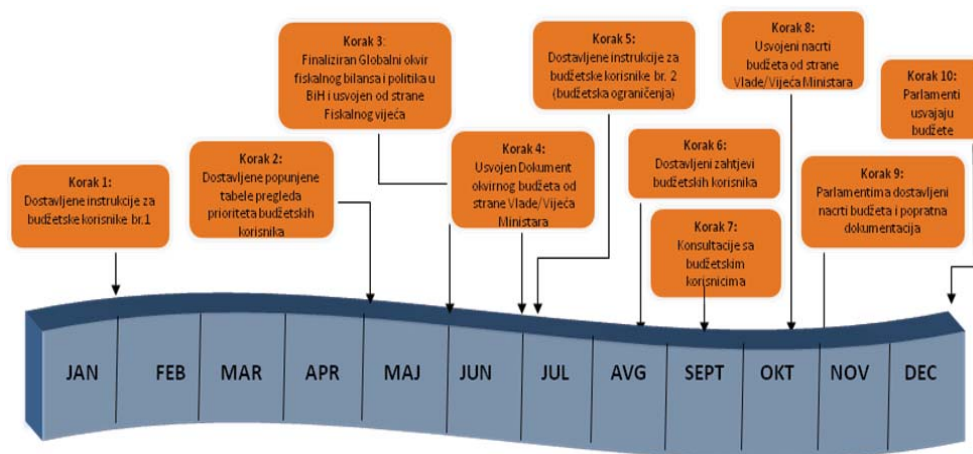 Korak 1:
Dostavljene instrukcije za
budžetske korisnike br.1
Korak 2:
Dostavljene popunjene
tabele pregleda
prioriteta budžetskih
korisnika
Korak 3:
Finaliziran Globalni okvir
fiskalnog bilansa i politika u
BiH i usvojen od strane
Fiskalnog vijeća
Korak 4:
Usvojen Dokument
okvirnog budžeta od
strane Vlade/Vijeća
Ministara
Korak 5:
Dostavljene instrukcije za
budžetske korisnike br. 2
(budžetska ograničenja)
Korak 6:
Dostavljeni zahtjevi
budžetskih korisnika
Korak 7:
Konsultacije sa
budžetskim
korisnicima
Korak 8:
Usvojeni nacrti
budžeta od strane
Vlade/Vijeća Ministara
Korak 9:
Parlamentima dostavljeni
nacrti budžeta i popratna
dokumentacija
Korak 10:
Parlamenti
usvajaju
budžete
JAN FEB MAR APR MAJ JUN JUL AVG SEPT OKT NOV DEC